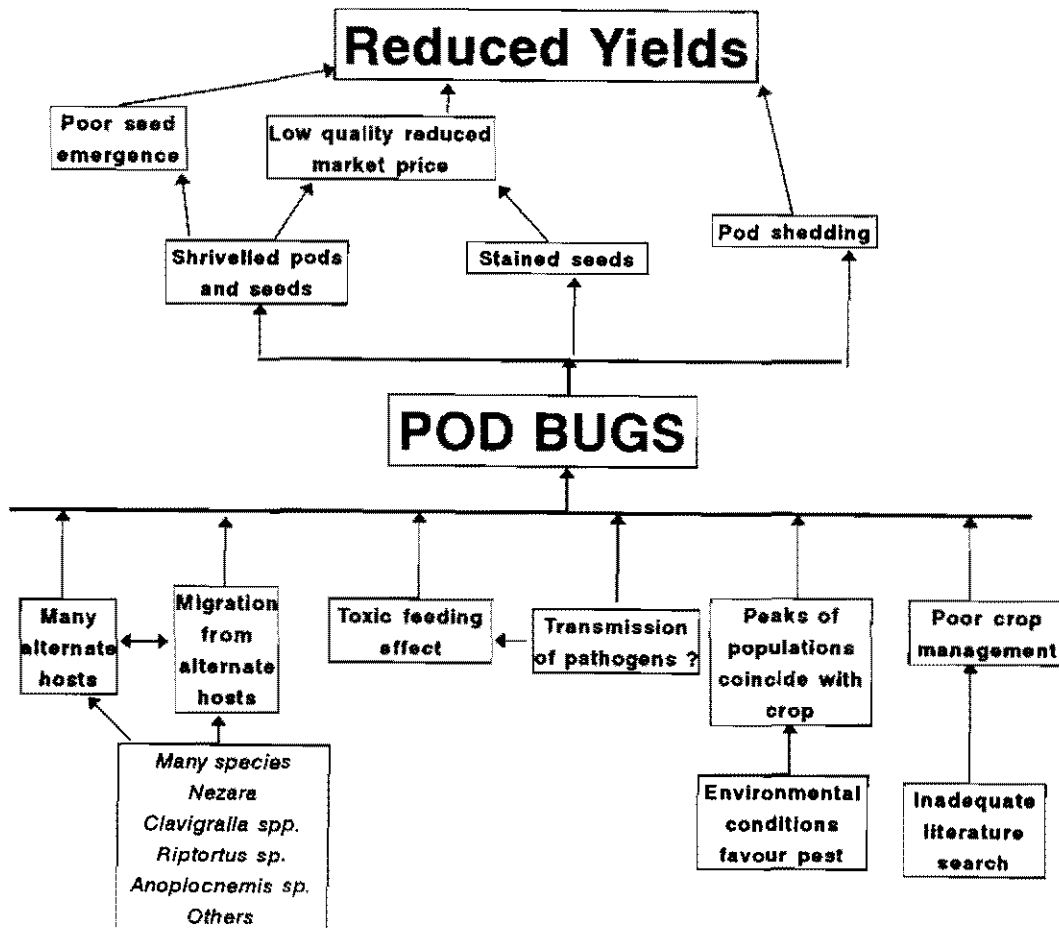 Reduced Yields
Poor seed
emergence
Low quality reduced
market price
Shrivelled pods
and seeds
Stained seeds
Pod shedding
POD BUGS
Many
alternate
hosts
Migration
from
alternate
hosts
Toxic feeding
effect
Transmission
of pathogens ?
Peaks of
populations
coincide with
crop
Poor crop
management
Many species
Nezara
Clavigralla spp.
Riptortus sp.
Anoplocnemis sp.
Others
Environmental
conditions
favour pest
Inadequate
literature
search